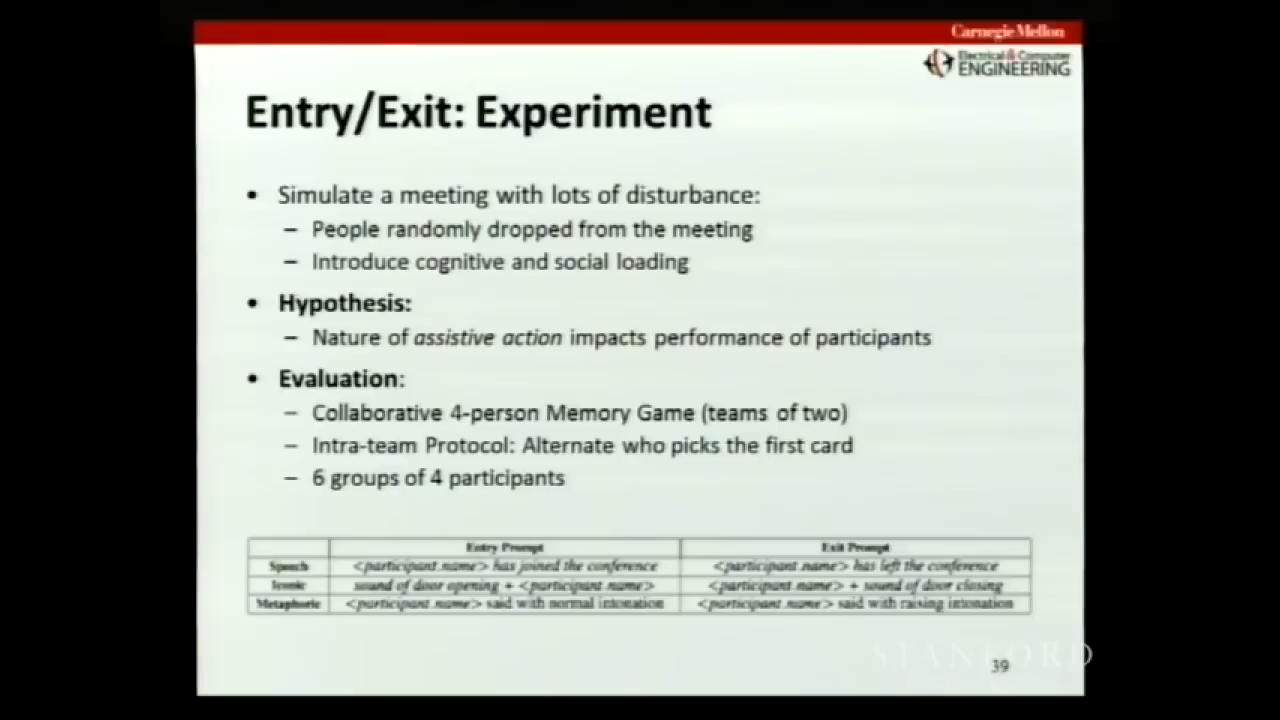 Carnegie Mellon
Electrical & Computer
ENGINEERING
Entry/Exit: Experiment
• Simulate a meeting with lots of disturbance:
– People randomly dropped from the meeting
– Introduce cognitive and social loading
• Hypothesis:
– Nature of assistive action impacts performance of participants
• Evaluation:
– Collaborative 4-person Memory Game (teams of two)
– Intra-team Protocol: Alternate who picks the first card
– 6 groups of 4 participants
Entry Prompt Exit Prompt
Speech <participant name> has joined the conference <participant name> has left the conference
Iconic sound of door opening + <participant name> <participant name> + sound of door closing
Metaphoric <participant name> said with normal intonation <participant name> said with raising intonation
STANFORD
39